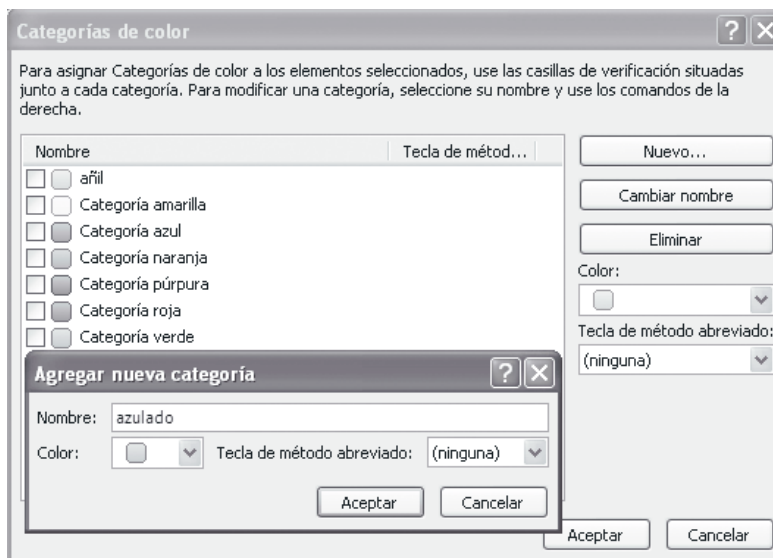 Categorías de color
Para asignar Categorías de color a los elementos seleccionados, use las casillas de verificación situadas
junto a cada categoría. Para modificar una categoría, seleccione su nombre y use los comandos de la
derecha.
Nombre Tecla de métod...
añil
Categoría amarilla
Categoría azul
Categoría naranja
Categoría púrpura
Categoría roja
Categoría verde
Nuevo...
Cambiar nombre
Eliminar
Color:
Tecla de método abreviado:
(ninguna)
Agregar nueva categoría
Nombre: azulado
Color: Tecla de método abreviado: (ninguna)
Aceptar Cancelar
Aceptar Cancelar